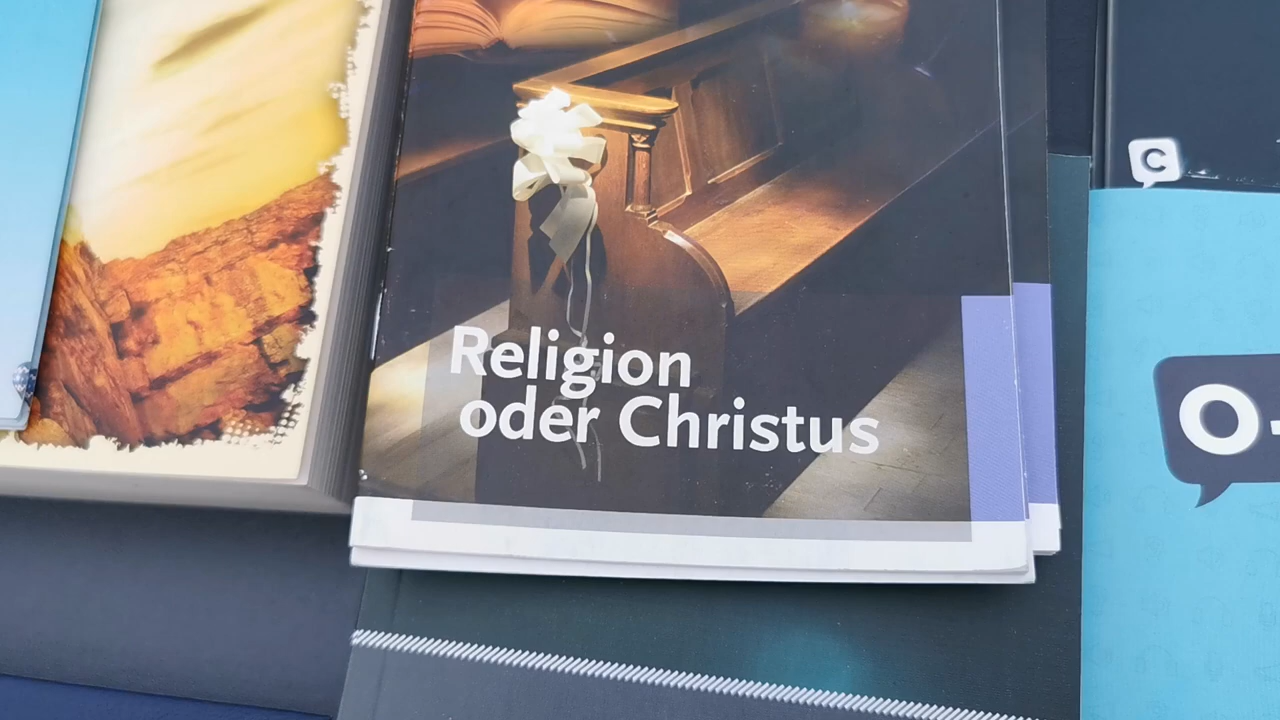 Religion
oder Christus
C
O-